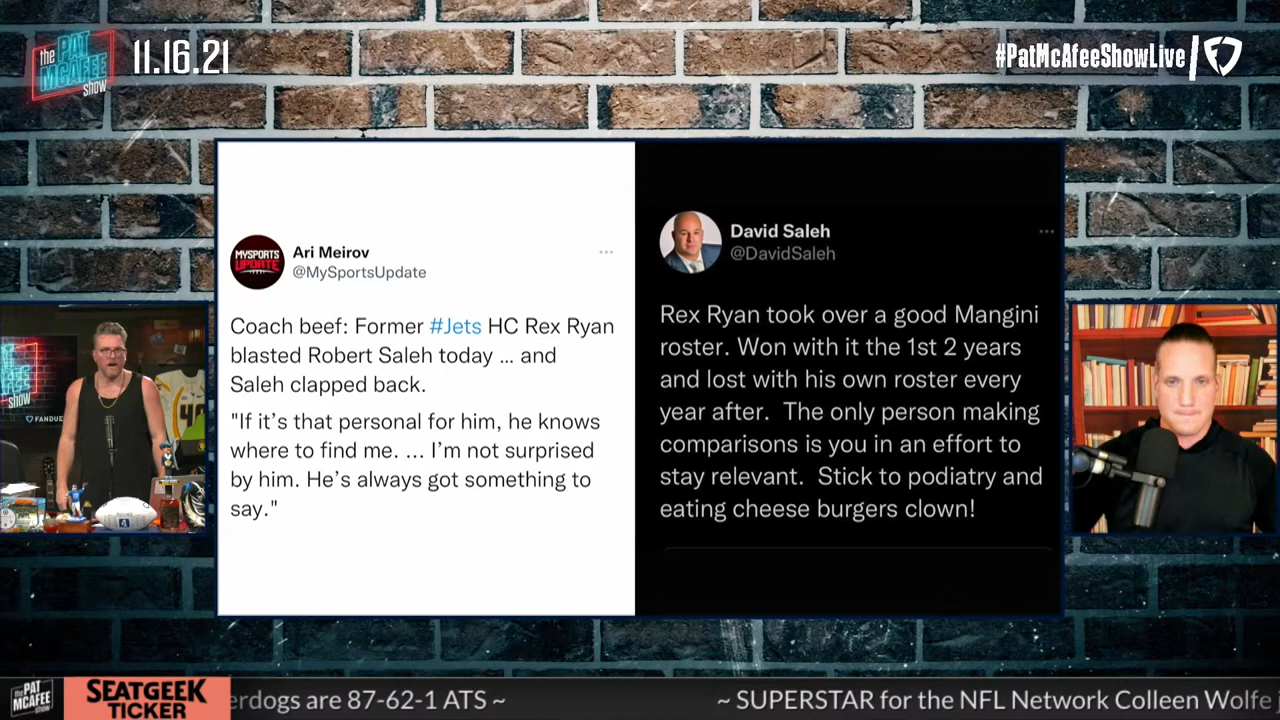 the
PAT
MCAFEE
show
11.16.21
#PatMcAfeeShowLive
MYSPORTS
UPDATE
Ari Meirov
@MySportsUpdate
Coach beef: Former #Jets HC Rex Ryan
blasted Robert Saleh today ... and
Saleh clapped back.
"If it's that personal for him, he knows
where to find me. ... I'm not surprised
by him. He's always got something to
say."
David Saleh
@DavidSaleh
Rex Ryan took over a good Mangini
roster. Won with it the 1st 2 years
and lost with his own roster every
year after. The only person making
comparisons is you in an effort to
stay relevant. Stick to podiatry and
eating cheese burgers clown!
show
FANDUE
4
the
PAT
MCAFEE
SEATGEEK
TICKER
erdogs are 87-62-1 ATS ~
~ SUPERSTAR for the NFL Network Colleen Wolfe